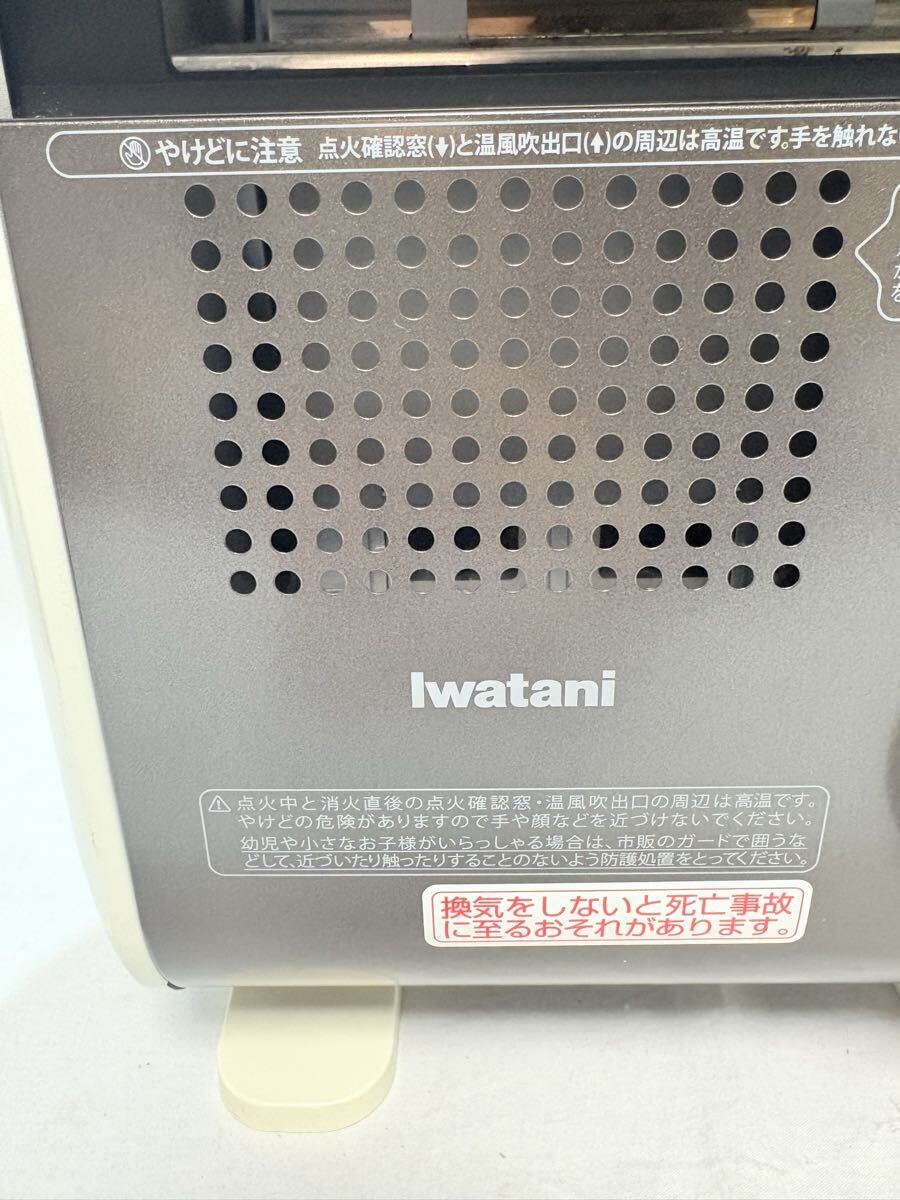 やけどに注意 点火確認窓(↓)と温風吹出口(↑)の周辺は高温です。手を触れな
Iwatani
⚠点火中と消火直後の点火確認窓・温風吹出口の周辺は高温です。
やけどの危険がありますので手や顔などを近づけないでください。
幼児や小さなお子様がいらっしゃる場合は、市販のガードで囲うな
どして、近づいたり触ったりすることのないよう防護処置をとってください。
換気をしないと死亡事故
に至るおそれがあります。